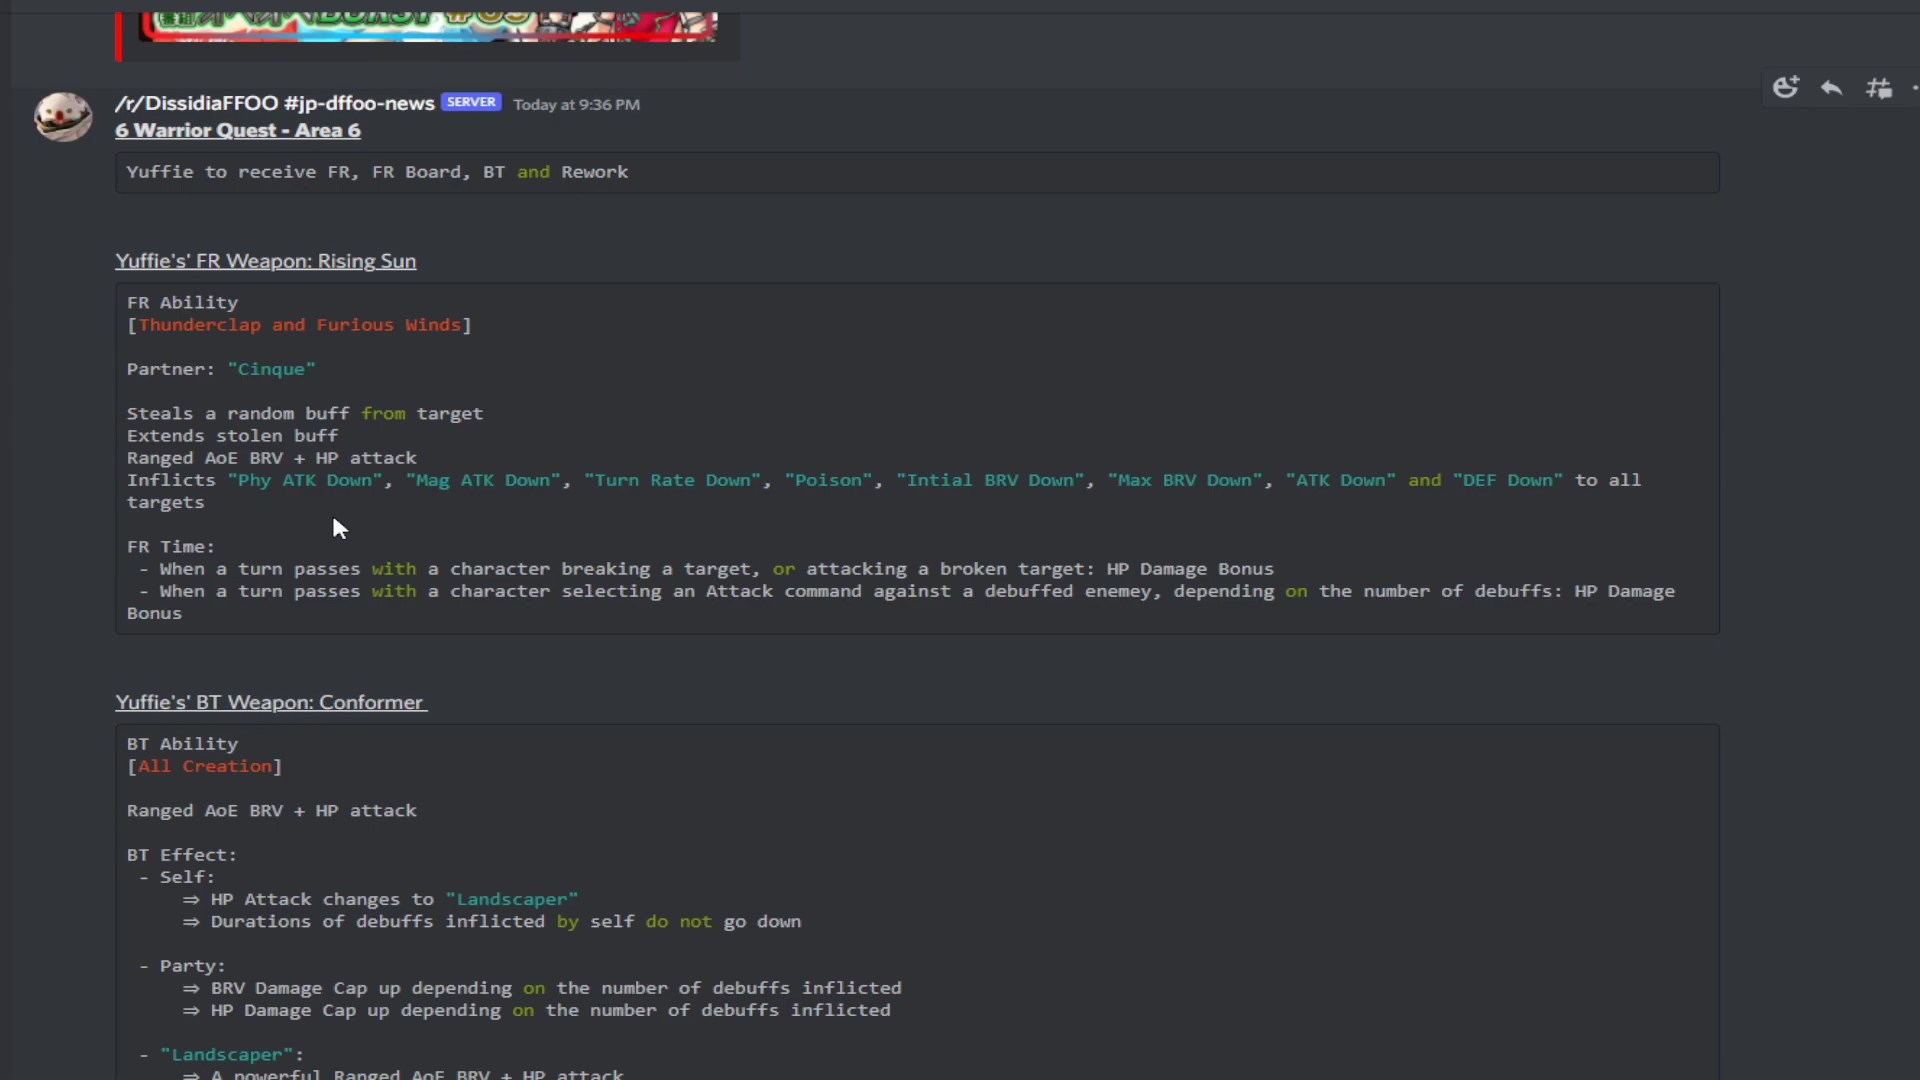 /r/DissidiaFFOO #jp-dffoo-news SERVER Today at 9:36 PM
6 Warrior Quest - Area 6
Yuffie to receive FR, FR Board, BT and Rework
Yuffie's' FR Weapon: Rising Sun
FR Ability
[Thunderclap and Furious Winds]
Partner: "Cinque"
Steals a random buff from target
Extends stolen buff
Ranged AoE BRV + HP attack
Inflicts "Phy ATK Down", "Mag ATK Down", "Turn Rate Down", "Poison", "Intial BRV Down", "Max BRV Down", "ATK Down" and "DEF Down" to all
targets
FR Time:
- When a turn passes with a character breaking a target, or attacking a broken target: HP Damage Bonus
- When a turn passes with a character selecting an Attack command against a debuffed enemey, depending on the number of debuffs: HP Damage
Bonus
Yuffie's' BT Weapon: Conformer
BT Ability
[All Creation]
Ranged AoE BRV + HP attack
BT Effect:
- Self:
⇒ HP Attack changes to "Landscaper"
⇒ Durations of debuffs inflicted by self do not go down
- Party:
⇒ BRV Damage Cap up depending on the number of debuffs inflicted
⇒ HP Damage Cap up depending on the number of debuffs inflicted
- "Landscaper":
⇒ A powerful Ranged AoE BRV + HP attack